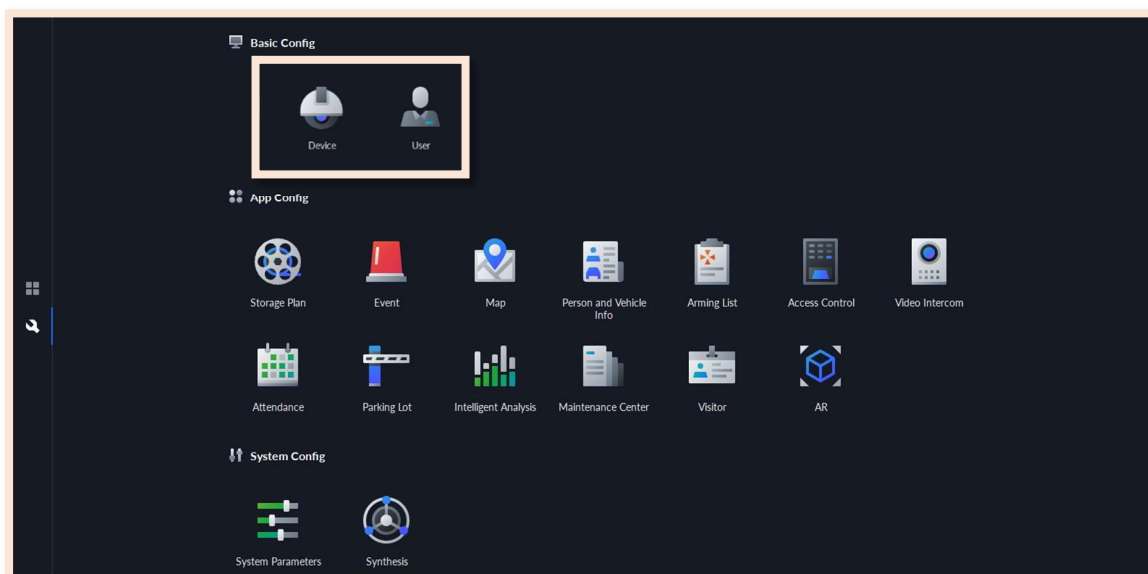 Basic Config
Device User
App Config
Storage Plan Event Map Person and Vehicle Arming List Access Control Video Intercom
Info
Attendance Parking Lot Intelligent Analysis Maintenance Center Visitor AR
System Config
System Parameters Synthesis